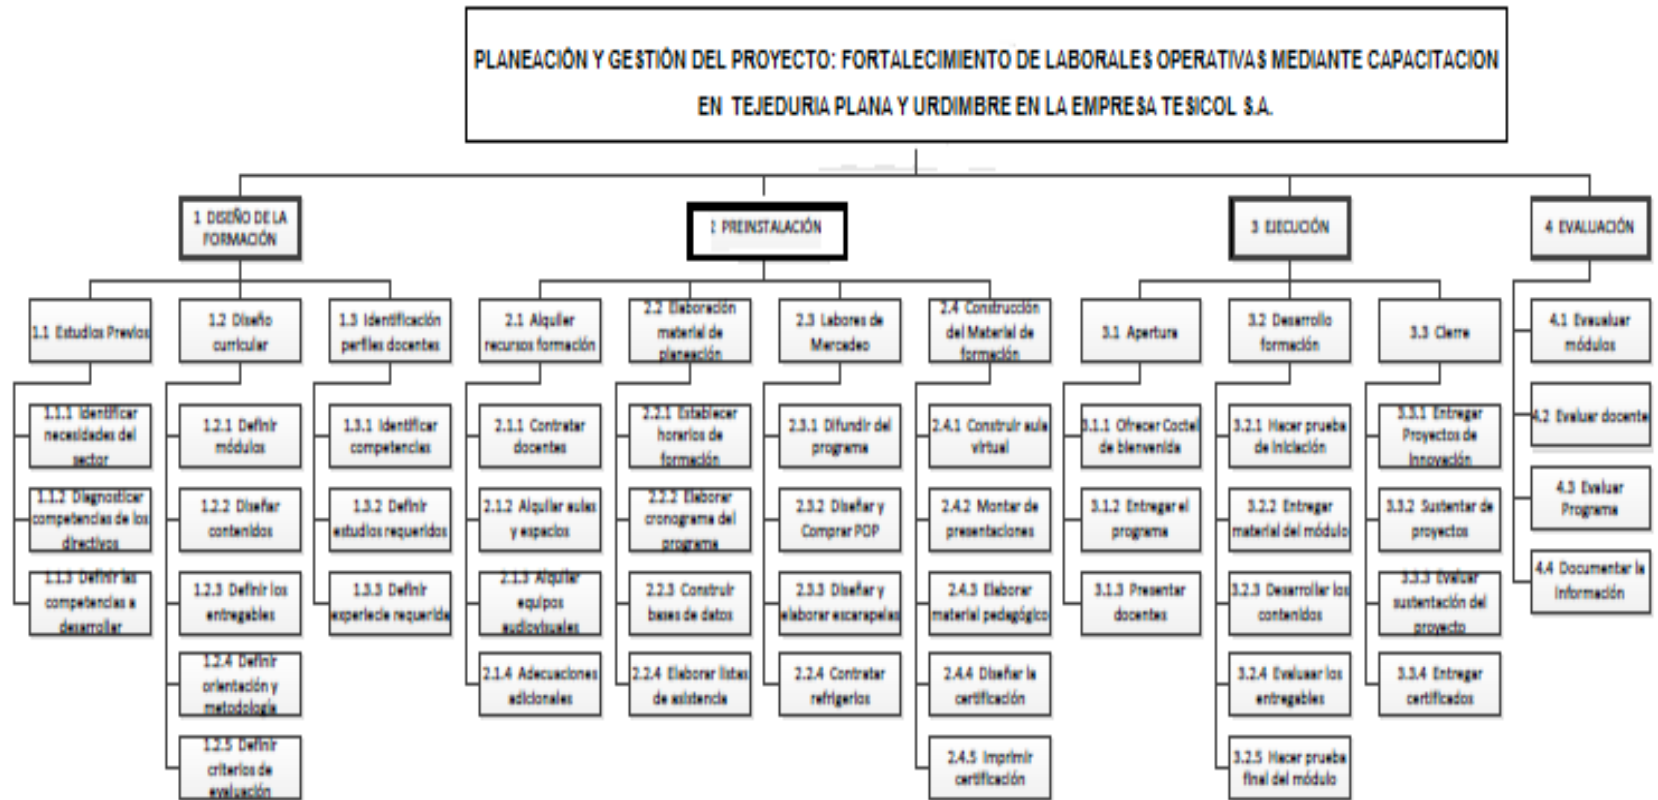 PLANEACIÓN Y GESTIÓN DEL PROYECTO: FORTALECIMIENTO DE LABORALES OPERATIVAS MEDIANTE CAPACITACION
EN TEJEDURIA PLANA Y URDIMBRE EN LA EMPRESA TESICOL S.A.
1 DISEÑO DE LA
FORMACIÓN
2 PREINSTALACIÓN
3 EJECUCIÓN
4 EVALUACIÓN
1.1 Estudios Previos
1.2 Diseño
curricular
1.3 Identificación
perfiles docentes
2.1 Alquiler
recursos formación
2.2 Elaboración
material de
planeación
2.3 Labores de
Mercadeo
2.4 Construcción
del Material de
formación
3.1 Apertura
3.2 Desarrollo
formación
3.3 Cierre
4.1 Evaualuar
módulos
1.1.1 Identificar
necesidades del
sector
1.2.1 Definir
módulos
1.3.1 Identificar
competencias
2.1.1 Contratar
docentes
2.2.1 Establecer
horarios de
formación
2.3.1 Difundir del
programa
2.4.1 Construir aula
virtual
3.1.1 Ofrecer Coctel
de bienvenida
3.2.1 Hacer prueba
de iniciación
3.3.1 Entregar
Proyectos de
Innovación
4.2 Evaluar docente
1.1.2 Diagnosticar
competencias de los
directivos
1.2.2 Diseñar
contenidos
1.3.2 Definir
estudios requeridos
2.1.2 Alquilar aulas
y espacios
2.2.2 Elaborar
cronograma del
programa
2.3.2 Diseñar y
Comprar POP
2.4.2 Montar de
presentaciones
3.1.2 Entregar el
programa
3.2.2 Entregar
material del módulo
3.3.2 Sustentar de
proyectos
4.3 Evaluar
Programa
1.1.3 Definir las
competencias a
desarrollar
1.2.3 Definir los
entregables
1.3.3 Definir
experiecie requerida
2.1.3 Alquilar
equipos
audiovisuales
2.2.3 Construir
bases de datos
2.3.3 Diseñar y
elaborar escarapelas
2.4.3 Elaborar
material pedagógico
3.1.3 Presentar
docentes
3.2.3 Desarrollar los
contenidos
3.3.3 Evaluar
sustentación del
proyecto
4.4 Documentar la
información
1.2.4 Definir
orientación y
metodología
2.1.4 Adecuaciones
adicionales
2.2.4 Elaborar listas
de asistencia
2.2.4 Contratar
refrigerios
2.4.4 Diseñar la
certificación
3.2.4 Evaluaar los
entregables
3.3.4 Entregar
certificados
1.2.5 Definir
criterios de
evaluación
2.4.5 Imprimir
certificación
3.2.5 Hacer prueba
final del módulo